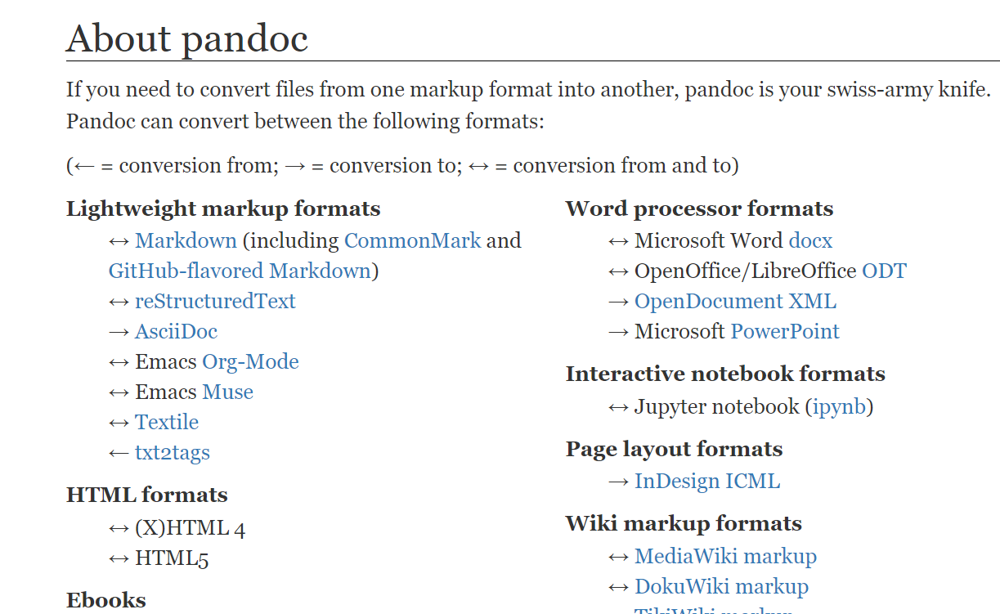 About pandoc
If you need to convert files from one markup format into another, pandoc is your swiss-army knife.
Pandoc can convert between the following formats:
(← = conversion from; → = conversion to; ↔ = conversion from and to)
Lightweight markup formats
↔ Markdown (including CommonMark and
GitHub-flavored Markdown)
↔ reStructuredText
→ AsciiDoc
↔ Emacs Org-Mode
↔ Emacs Muse
↔ Textile
← txt2tags
HTML formats
↔ (X)HTML 4
↔ HTML5
Ebooks
Word processor formats
↔ Microsoft Word docx
↔ OpenOffice/LibreOffice ODT
→ OpenDocument XML
→ Microsoft PowerPoint
Interactive notebook formats
↔ Jupyter notebook (ipynb)
Page layout formats
→ InDesign ICML
Wiki markup formats
↔ MediaWiki markup
↔ DokuWiki markup
TikiWiki markup